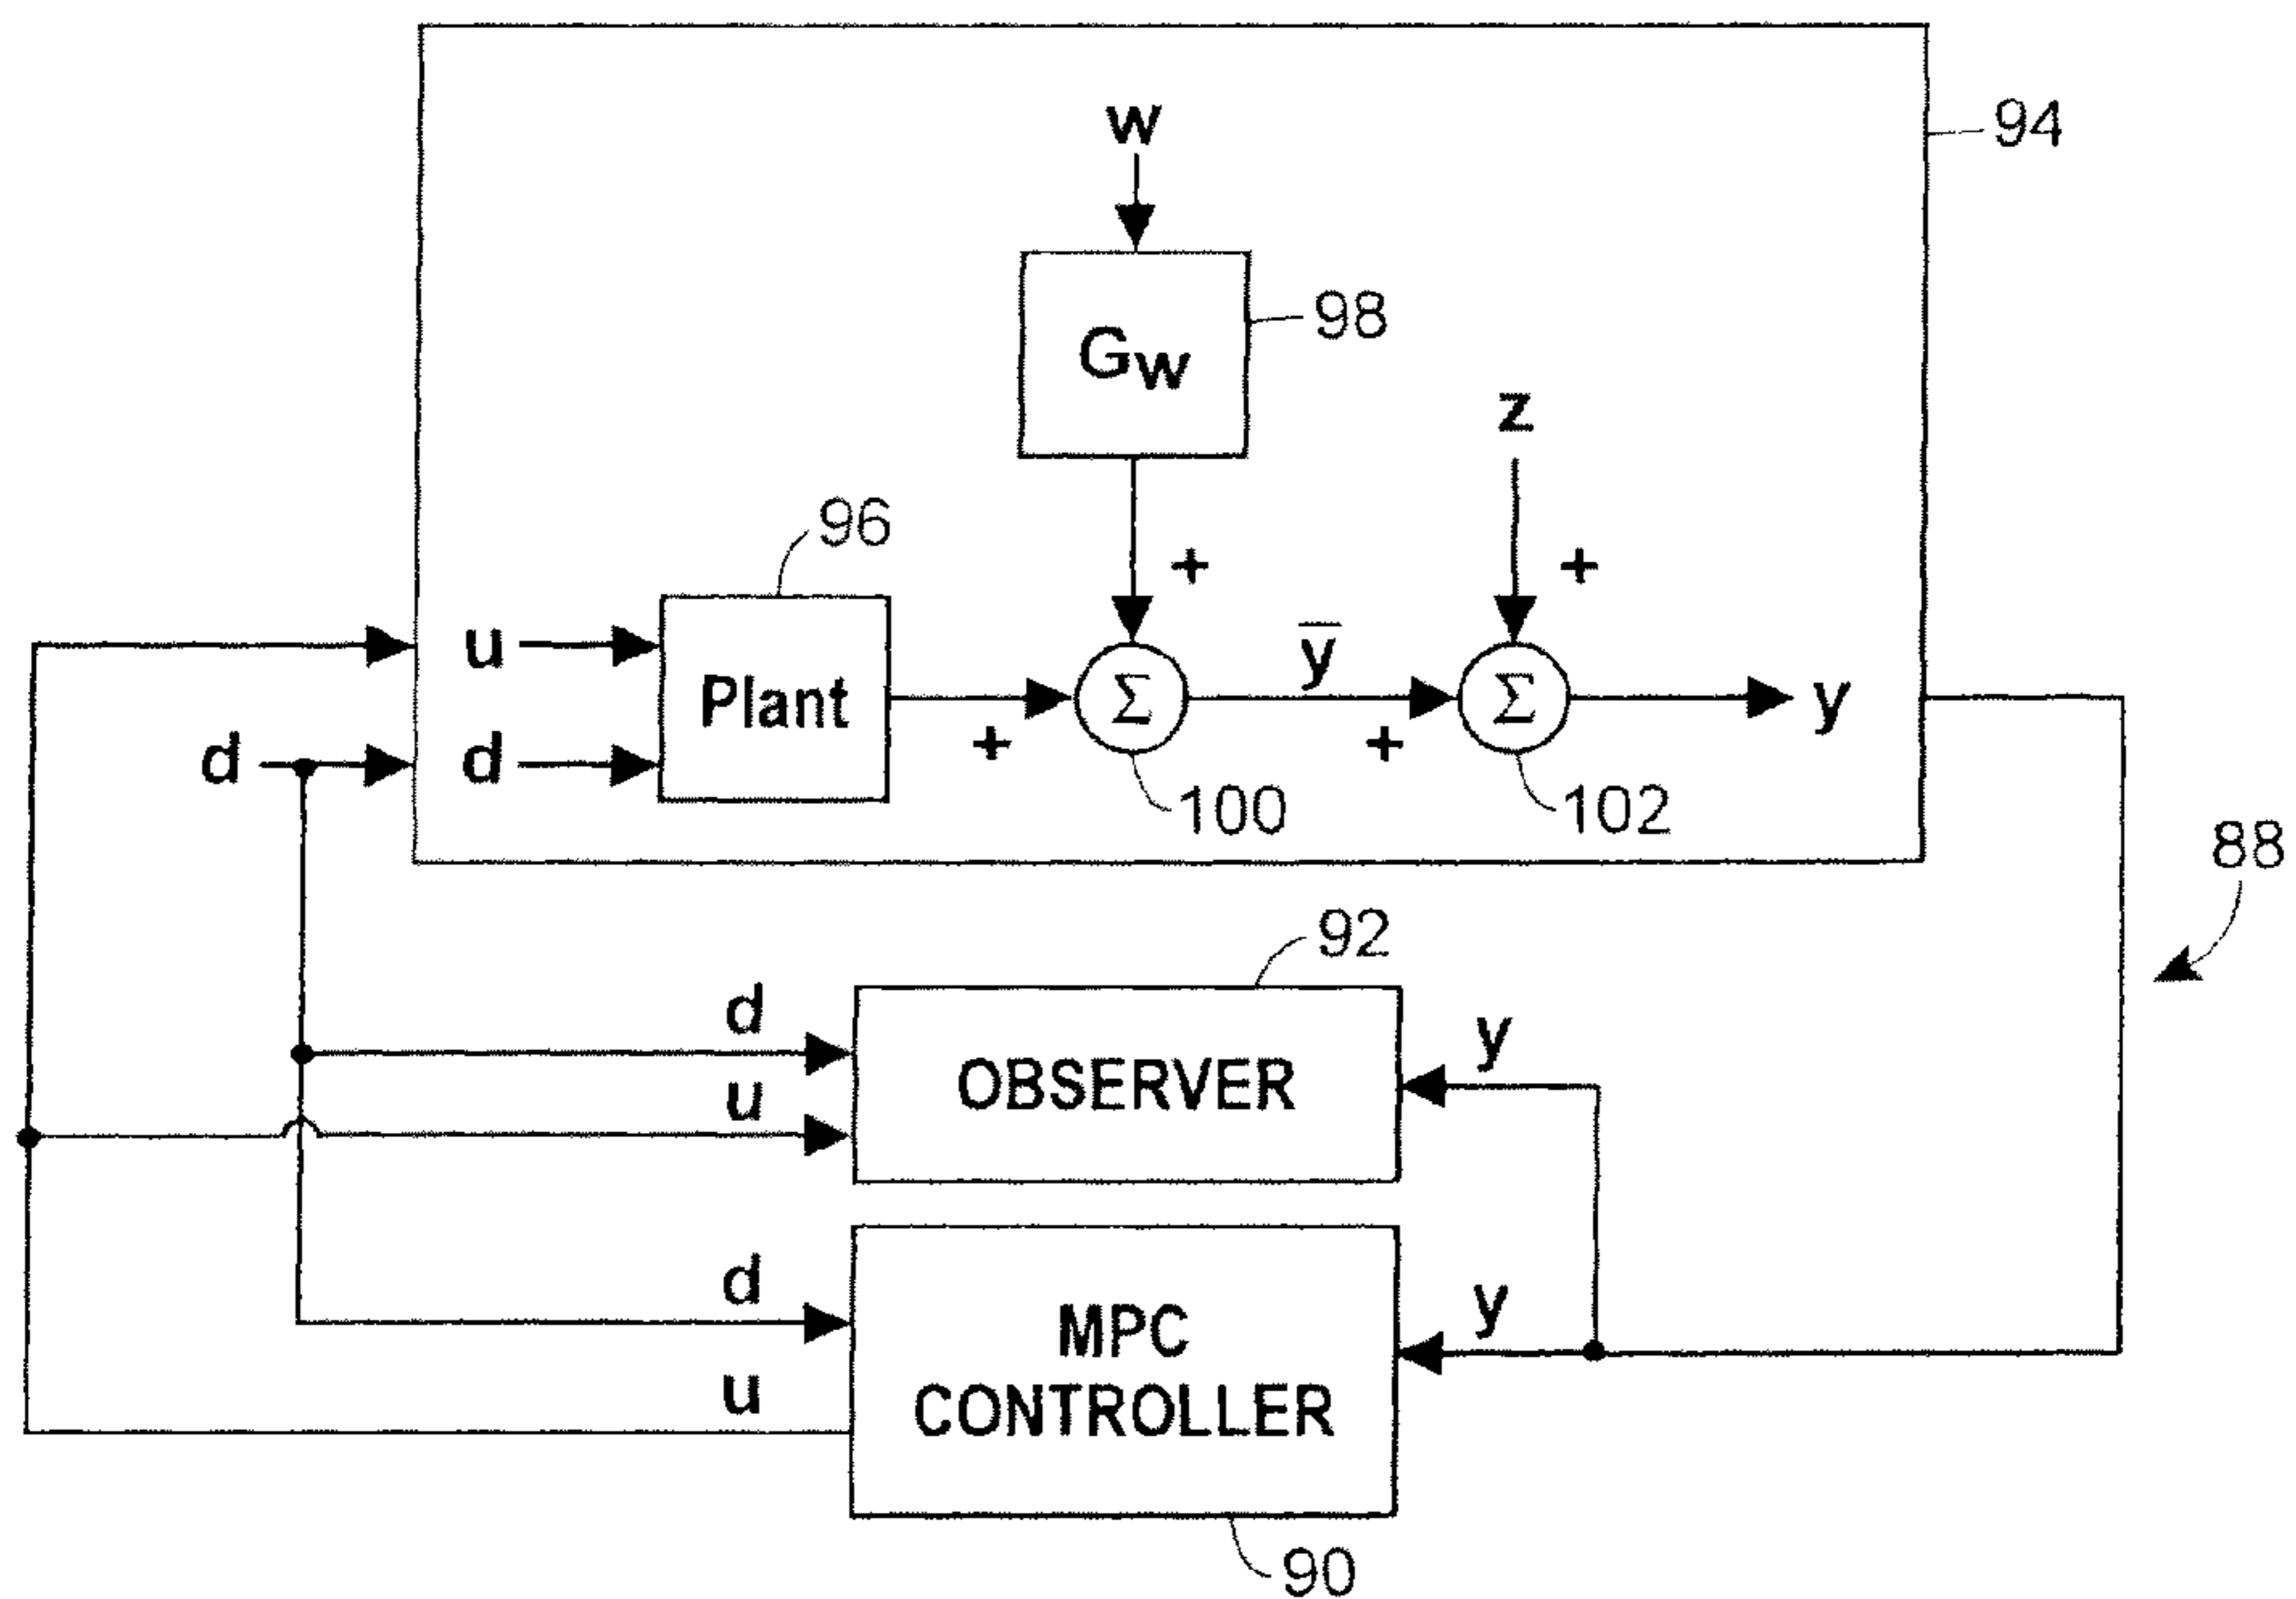 w
94
Gw
98
z
96
+
+
u
Plant
Σ
ȳ
Σ
y
d
d
+
+
100
102
88
92
d
u
OBSERVER
y
d
u
MPC
CONTROLLER
y
90